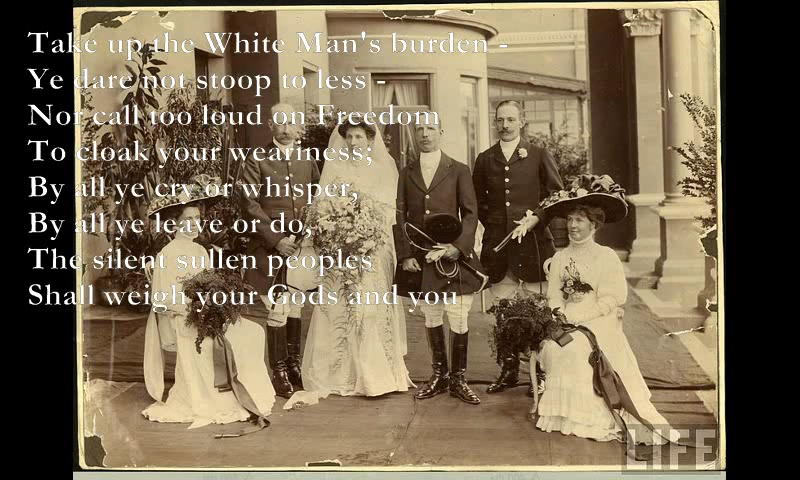 Take up the White Man's burden -
Ye dare not stoop to less -
Nor call too loud on Freedom
To cloak your weariness;
By all ye cry or whisper,
By all ye leave or do,
The silent sullen peoples
Shall weigh your Gods and you
LIFE